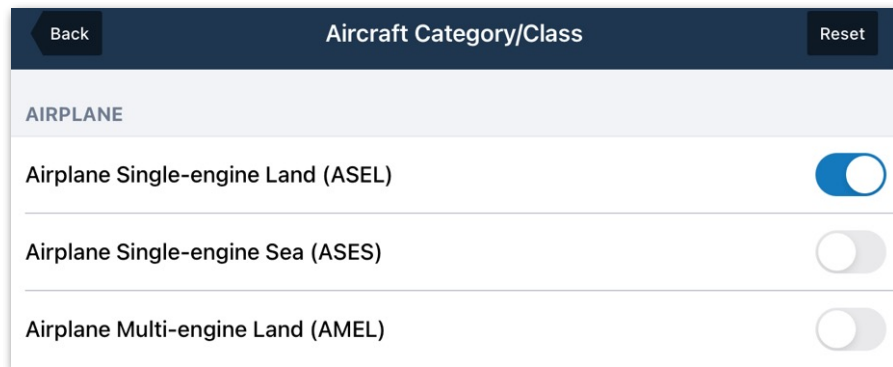 Back Aircraft Category/Class Reset
AIRPLANE
Airplane Single-engine Land (ASEL)
Airplane Single-engine Sea (ASES)
Airplane Multi-engine Land (AMEL)